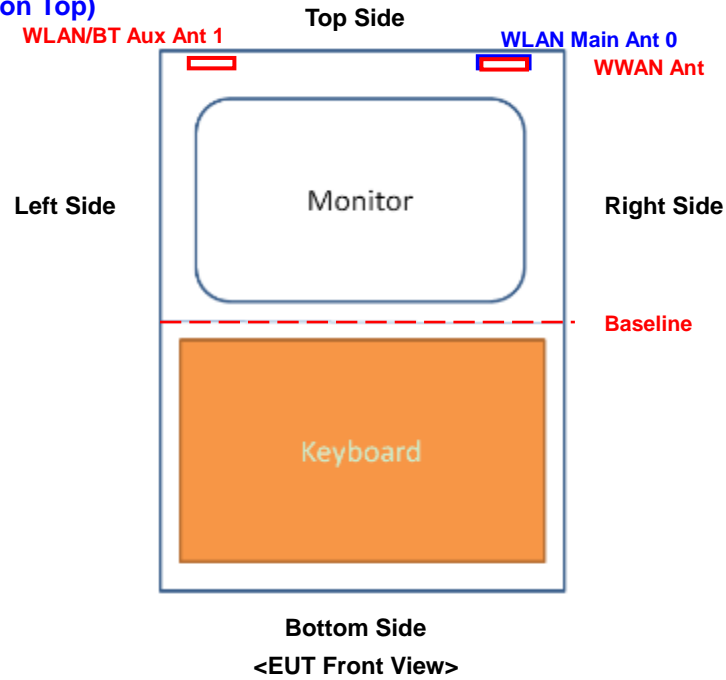 on Top)
Top Side
WLAN/BT Aux Ant 1
WLAN Main Ant 0
WWAN Ant
Left Side
Monitor
Right Side
Baseline
Keyboard
Bottom Side
<EUT Front View>